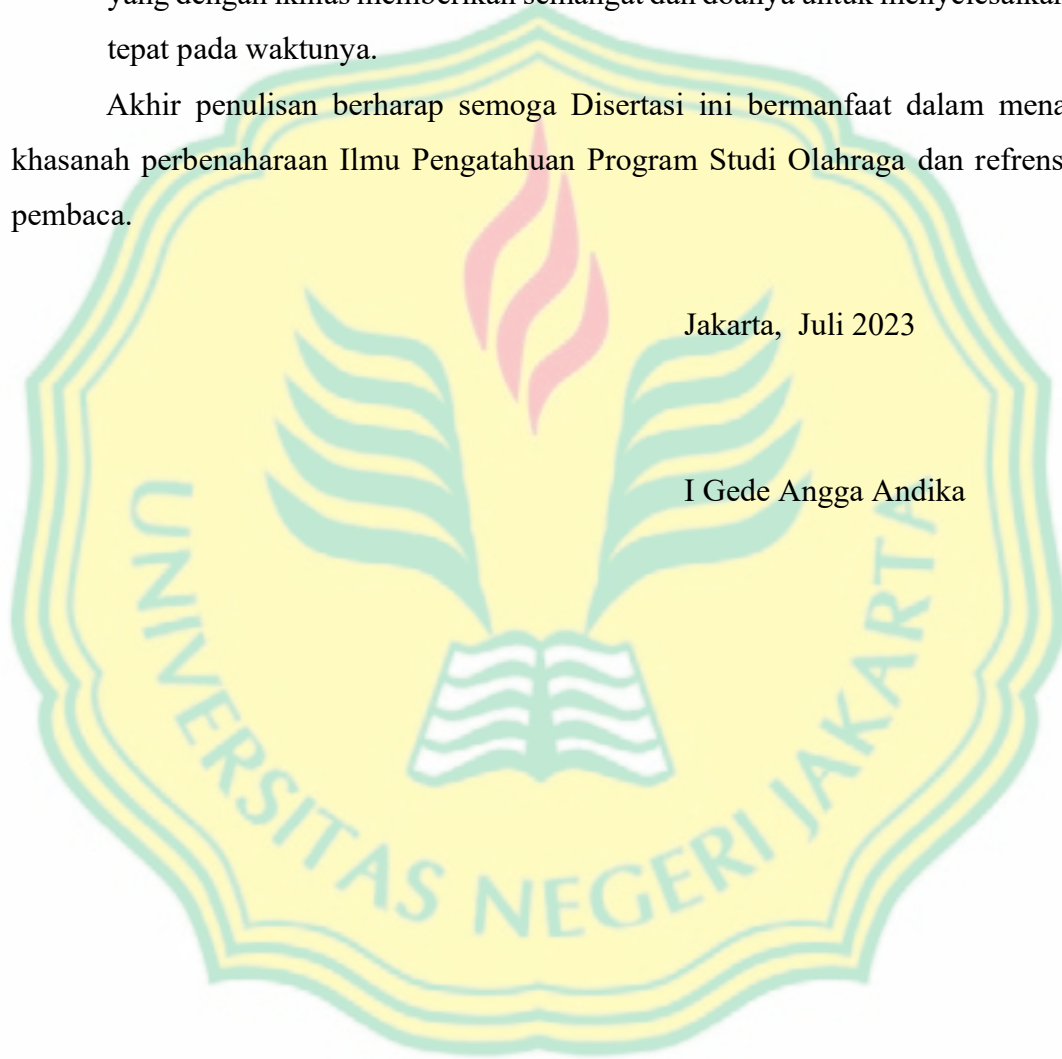 yang dengan ikhlas memberikan semangat dan doanya untuk menyelesaikan
tepat pada waktunya.
Akhir penulisan berharap semoga Disertasi ini bermanfaat dalam mena
khasanah perbenaharaan Ilmu Pengatahuan Program Studi Olahraga dan refrens
pembaca.
Jakarta, Juli 2023
I Gede Angga Andika
UNIVERSITAS NEGERI JAKARTA